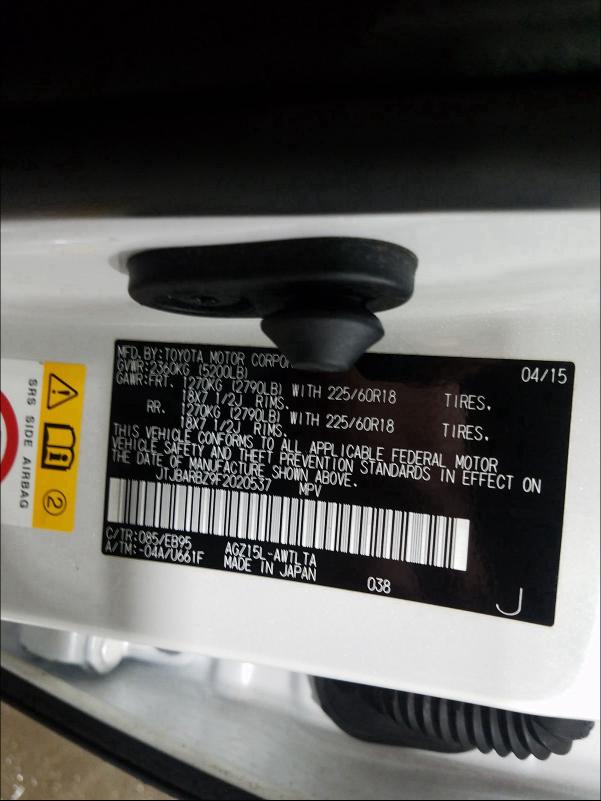 MFD. BY: TOYOTA MOTOR CORPOR
04/15
GVWR: 2360KG (5200LB)
GAWR: FRT. 1270KG (2790LB) WITH 225/60R18 TIRES,
18X7 1/2J RIMS.
RR. 1270KG (2790LB) WITH 225/60R18 TIRES,
18X7 1/2J RIMS.
THIS VEHICLE CONFORMS TO ALL APPLICABLE FEDERAL MOTOR
VEHICLE SAFETY AND THEFT PREVENTION STANDARDS IN EFFECT ON
THE DATE OF MANUFACTURE SHOWN ABOVE.
JTJBARBZ9F2020537 MPV
C/TR: 085/EB95 AGZ15L-AWTLTA
A/TM: -04A/U661F MADE IN JAPAN
038
J
SRS SIDE AIRBAG
2